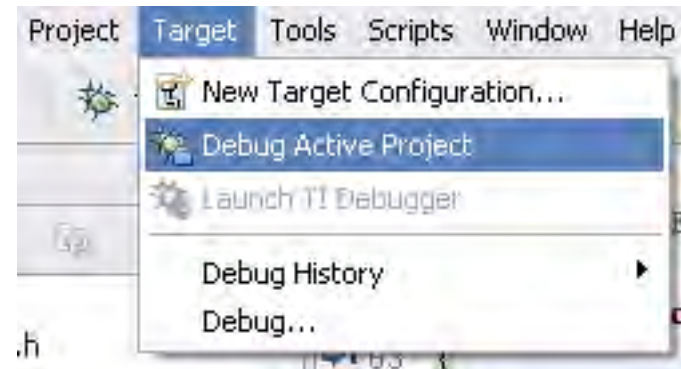 Project Target Tools Scripts Window Help
New Target Configuration...
Debug Active Project
Launch TI Debugger
Debug History
Debug...
.h